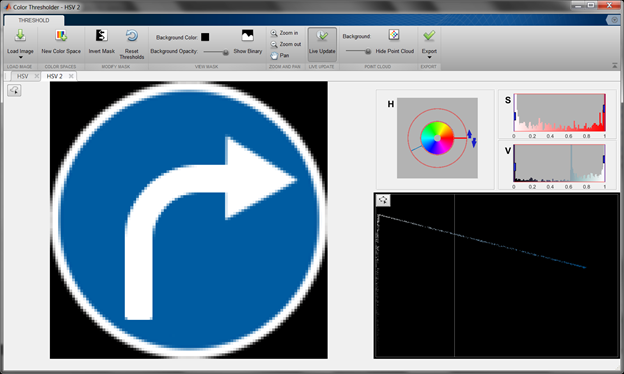 Color Thresholder - HSV 2
THRESHOLD
Load Image
New Color Space
Invert Mask
Reset Thresholds
Background Color:
Background Opacity:
Show Binary
Zoom in
Zoom out
Pan
Live Update
Background
Hide Point Cloud
Export
LOAD IMAGE
COLOR SPACES
MODIFY MASK
VIEW MASK
ZOOM AND PAN
LIVE UPDATE
POINT CLOUD
EXPORT
HSV
HSV 2
H
S
0 0.2 0.4 0.6 0.8 1
V
0 0.2 0.4 0.6 0.8 1